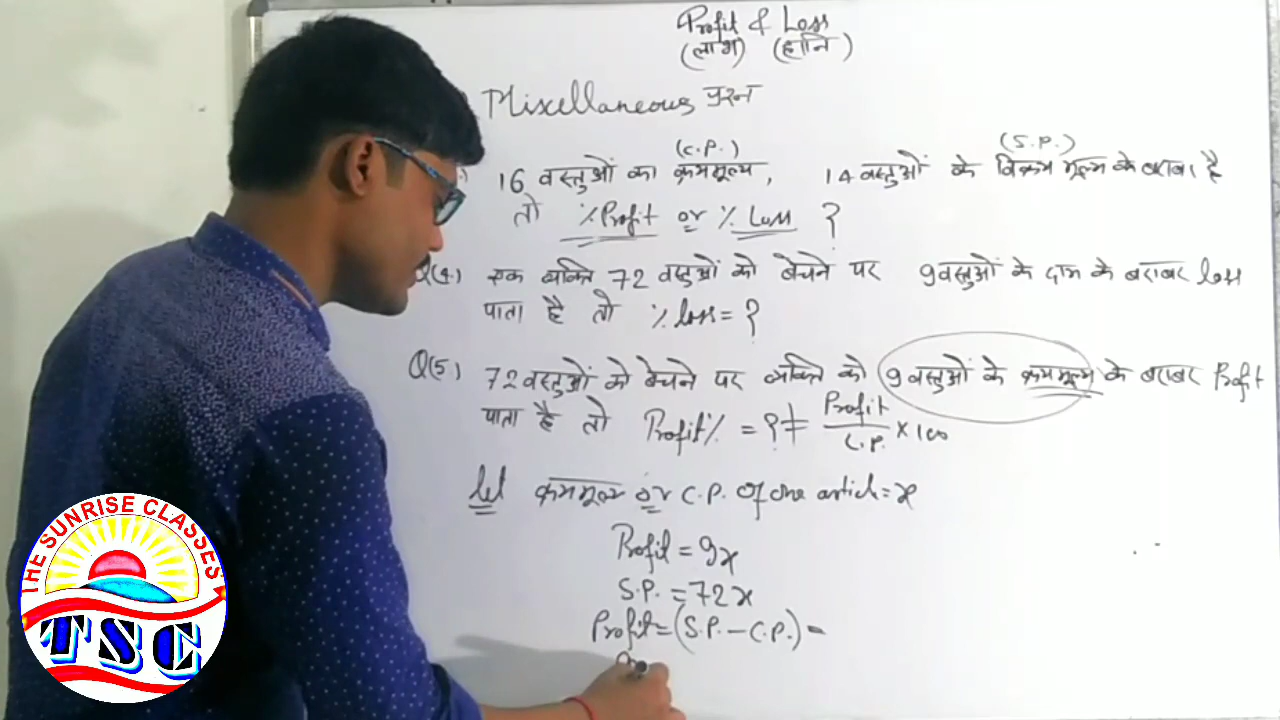 Profit & Loss
(लाभ) (हानि)
Miscellaneous प्रश्न
(C.P.) (S.P.)
16 वस्तुओं का क्रयमूल्य, 14 वस्तुओं के विक्रय मूल्य के बराबर है
तो % Profit or % Loss ?
Q(4.) एक व्यक्ति 72 वस्तुओं को बेचने पर 9 वस्तुओं के दाम के बराबर loss
पाता है तो % loss = ?
Q(5.) 72 वस्तुओं को बेचने पर व्यक्ति को 9 वस्तुओं के क्रयमूल्य के बराबर Profit
पाता है तो Profit% = ? = Profit/C.P. × 100
Let क्रयमूल्य or C.P. of one article = x
Profit = 9x
S.P. = 72x
Profit = (S.P. - C.P.) -
THE SUNRISE CLASSES
TSC